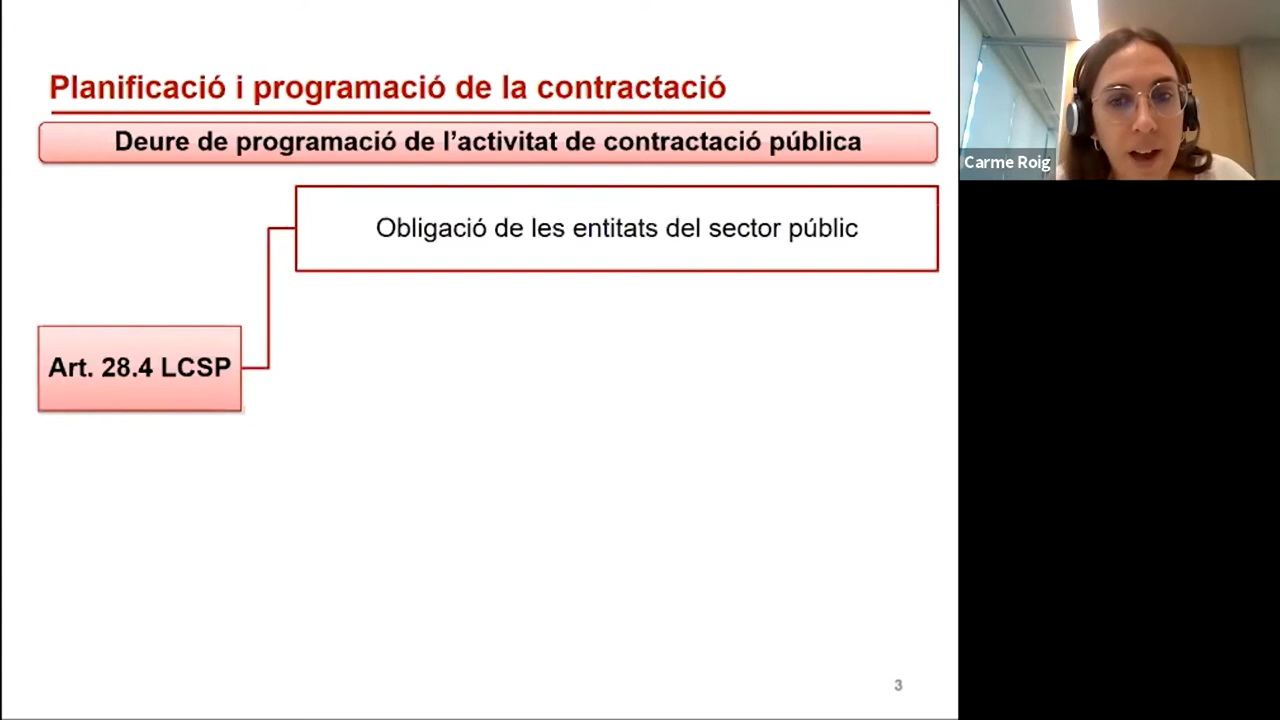 Planificació i programació de la contractació
Deure de programació de l’activitat de contractació pública
Obligació de les entitats del sector públic
Art. 28.4 LCSP
3
Carme Roig